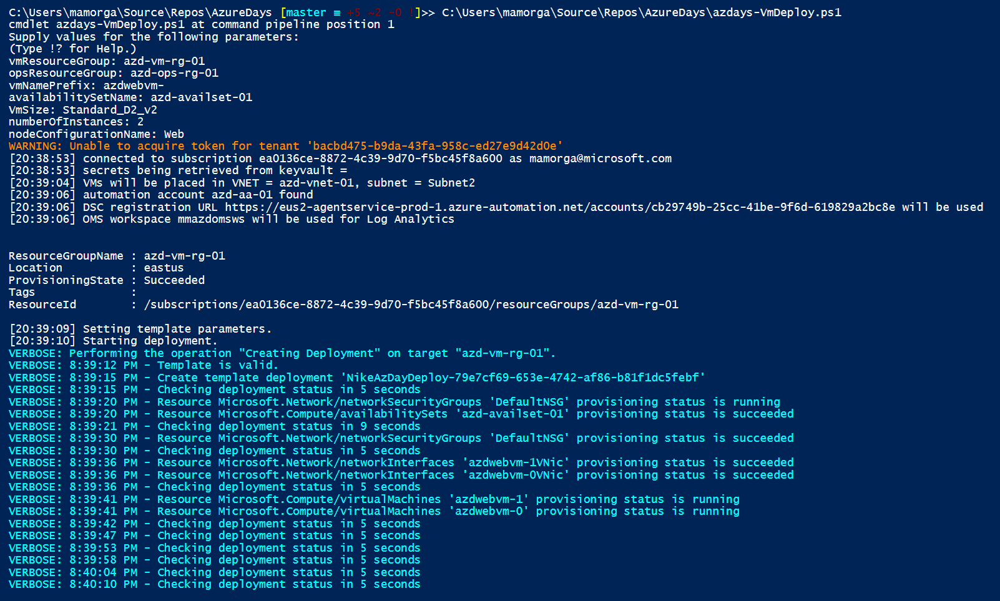 C:\Users\mamorga\Source\Repos\AzureDays [master ≡ +5 ~2 -0 !]>> C:\Users\mamorga\Source\Repos\AzureDays\azdays-VmDeploy.ps1
cmdlet azdays-VmDeploy.ps1 at command pipeline position 1
Supply values for the following parameters:
(Type !? for Help.)
vmResourceGroup: azd-vm-rg-01
opsResourceGroup: azd-ops-rg-01
vmNamePrefix: azdwebvm-
availabilitySetName: azd-availset-01
VmSize: Standard_D2_v2
numberOfInstances: 2
nodeConfigurationName: Web
WARNING: Unable to acquire token for tenant 'bacbd475-b9da-43fa-958c-ed27e9d42d0e'
[20:38:53] connected to subscription ea0136ce-8872-4c39-9d70-f5bc45f8a600 as mamorga@microsoft.com
[20:38:53] secrets being retrieved from keyvault =
[20:39:04] VMs will be placed in VNET = azd-vnet-01, subnet = Subnet2
[20:39:06] automation account azd-aa-01 found
[20:39:06] DSC registration URL https://eus2-agentservice-prod-1.azure-automation.net/accounts/cb29749b-25cc-41be-9f6d-619829a2bc8e will be used
[20:39:06] OMS workspace mmazdomsws will be used for Log Analytics
ResourceGroupName : azd-vm-rg-01
Location          : eastus
ProvisioningState : Succeeded
Tags              :
ResourceId        : /subscriptions/ea0136ce-8872-4c39-9d70-f5bc45f8a600/resourceGroups/azd-vm-rg-01
[20:39:09] Setting template parameters.
[20:39:10] Starting deployment.
VERBOSE: Performing the operation "Creating Deployment" on target "azd-vm-rg-01".
VERBOSE: 8:39:12 PM - Template is valid.
VERBOSE: 8:39:15 PM - Create template deployment 'NikeAzDayDeploy-79e7cf69-653e-4742-af86-b81f1dc5febf'
VERBOSE: 8:39:15 PM - Checking deployment status in 5 seconds
VERBOSE: 8:39:20 PM - Resource Microsoft.Network/networkSecurityGroups 'DefaultNSG' provisioning status is running
VERBOSE: 8:39:20 PM - Resource Microsoft.Compute/availabilitySets 'azd-availset-01' provisioning status is succeeded
VERBOSE: 8:39:21 PM - Checking deployment status in 9 seconds
VERBOSE: 8:39:30 PM - Resource Microsoft.Network/networkSecurityGroups 'DefaultNSG' provisioning status is succeeded
VERBOSE: 8:39:30 PM - Checking deployment status in 5 seconds
VERBOSE: 8:39:36 PM - Resource Microsoft.Network/networkInterfaces 'azdwebvm-1VNic' provisioning status is succeeded
VERBOSE: 8:39:36 PM - Resource Microsoft.Network/networkInterfaces 'azdwebvm-0VNic' provisioning status is succeeded
VERBOSE: 8:39:36 PM - Checking deployment status in 5 seconds
VERBOSE: 8:39:41 PM - Resource Microsoft.Compute/virtualMachines 'azdwebvm-1' provisioning status is running
VERBOSE: 8:39:41 PM - Resource Microsoft.Compute/virtualMachines 'azdwebvm-0' provisioning status is running
VERBOSE: 8:39:42 PM - Checking deployment status in 5 seconds
VERBOSE: 8:39:47 PM - Checking deployment status in 5 seconds
VERBOSE: 8:39:53 PM - Checking deployment status in 5 seconds
VERBOSE: 8:39:58 PM - Checking deployment status in 5 seconds
VERBOSE: 8:40:04 PM - Checking deployment status in 5 seconds
VERBOSE: 8:40:10 PM - Checking deployment status in 5 seconds